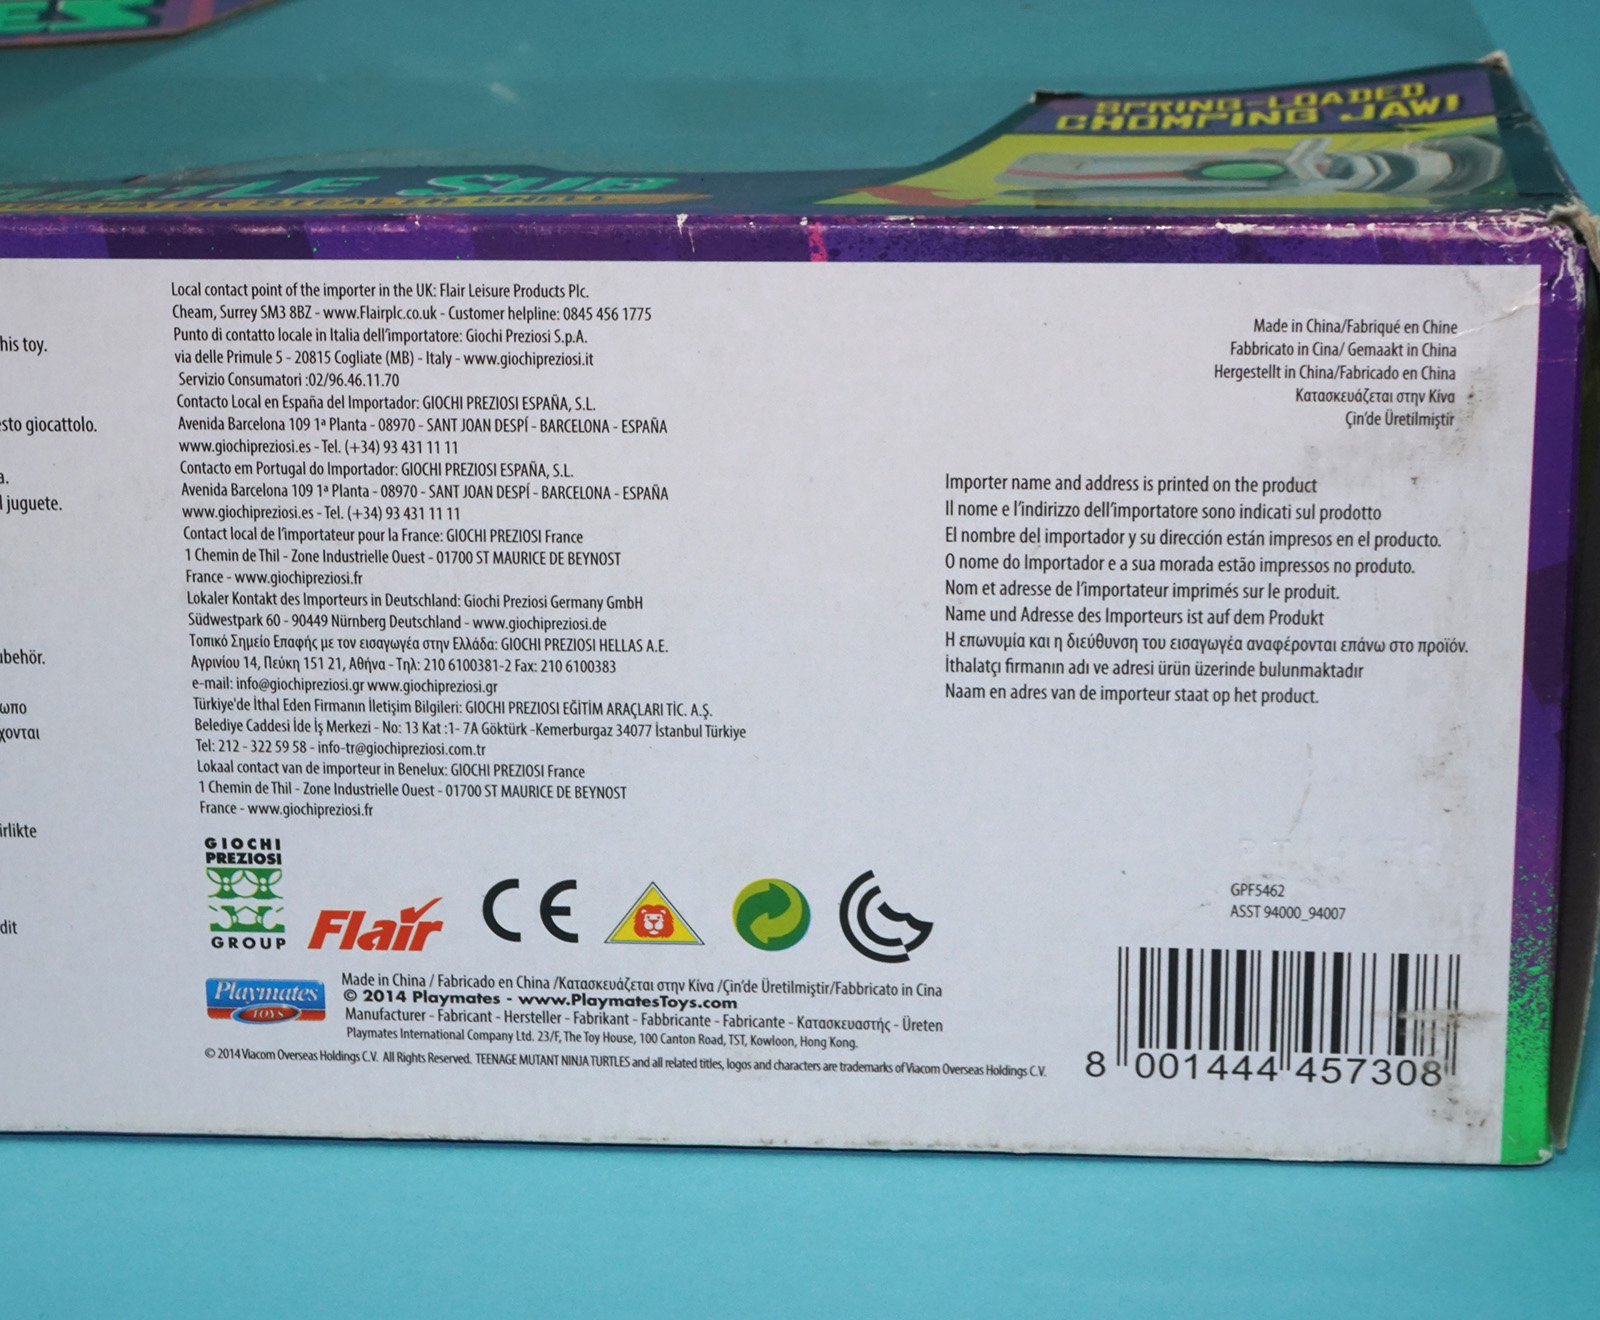 SPRING-LOADED
CHOMPING JAW!
TURTLE SUB
his toy.
sto giocattolo.
a.
l juguete.
behör.
ωπο
χονται
irlikte
dit
Local contact point of the importer in the UK: Flair Leisure Products Plc.
Cheam, Surrey SM3 8BZ - www.Flairplc.co.uk - Customer helpline: 0845 456 1775
Punto di contatto locale in Italia dell'importatore: Giochi Preziosi S.p.A.
via delle Primule 5 - 20815 Cogliate (MB) - Italy - www.giochipreziosi.it
Servizio Consumatori :02/96.46.11.70
Contacto Local en España del Importador: GIOCHI PREZIOSI ESPAÑA, S.L.
Avenida Barcelona 109 1ª Planta - 08970 - SANT JOAN DESPÍ - BARCELONA - ESPAÑA
www.giochipreziosi.es - Tel. (+34) 93 431 11 11
Contacto em Portugal do Importador: GIOCHI PREZIOSI ESPAÑA, S.L.
Avenida Barcelona 109 1ª Planta - 08970 - SANT JOAN DESPÍ - BARCELONA - ESPAÑA
www.giochipreziosi.es - Tel. (+34) 93 431 11 11
Contact local de l'importateur pour la France: GIOCHI PREZIOSI France
1 Chemin de Thil - Zone Industrielle Ouest - 01700 ST MAURICE DE BEYNOST
France - www.giochipreziosi.fr
Lokaler Kontakt des Importeurs in Deutschland: Giochi Preziosi Germany GmbH
Südwestpark 60 - 90449 Nürnberg Deutschland - www.giochipreziosi.de
Τοπικό Σημείο Επαφής με τον εισαγωγέα στην Ελλάδα: GIOCHI PREZIOSI HELLAS A.E.
Αγρινίου 14, Πεύκη 151 21, Αθήνα - Τηλ: 210 6100381-2 Fax: 210 6100383
e-mail: info@giochipreziosi.gr www.giochipreziosi.gr
Türkiye'de İthal Eden Firmanın İletişim Bilgileri: GIOCHI PREZIOSI EĞİTİM ARAÇLARI TİC. A.Ş.
Belediye Caddesi İde İş Merkezi - No: 13 Kat :1- 7A Göktürk -Kemerburgaz 34077 İstanbul Türkiye
Tel: 212 - 322 59 58 - info-tr@giochipreziosi.com.tr
Lokaal contact van de importeur in Benelux: GIOCHI PREZIOSI France
1 Chemin de Thil - Zone Industrielle Ouest - 01700 ST MAURICE DE BEYNOST
France - www.giochipreziosi.fr
Made in China/Fabriqué en Chine
Fabbricato in Cina/ Gemaakt in China
Hergestellt in China/Fabricado en China
Κατασκευάζεται στην Κίνα
Çin'de Üretilmiştir
Importer name and address is printed on the product
Il nome e l'indirizzo dell'importatore sono indicati sul prodotto
El nombre del importador y su dirección están impresos en el producto.
O nome do Importador e a sua morada estão impressos no produto.
Nom et adresse de l'importateur imprimés sur le produit.
Name und Adresse des Importeurs ist auf dem Produkt
Η επωνυμία και η διεύθυνση του εισαγωγέα αναφέρονται επάνω στο προϊόν.
İthalatçı firmanın adı ve adresi ürün üzerinde bulunmaktadır
Naam en adres van de importeur staat op het product.
GIOCHI
PREZIOSI
GROUP
Flair
CE
Playmates
TOYS
Made in China / Fabricado en China /Κατασκευάζεται στην Κίνα /Çin'de Üretilmiştir/Fabbricato in Cina
© 2014 Playmates - www.PlaymatesToys.com
Manufacturer - Fabricant - Hersteller - Fabrikant - Fabbricante - Fabricante - Κατασκευαστής - Üreten
Playmates International Company Ltd. 23/F, The Toy House, 100 Canton Road, TST, Kowloon, Hong Kong.
© 2014 Viacom Overseas Holdings C.V. All Rights Reserved. TEENAGE MUTANT NINJA TURTLES and all related titles, logos and characters are trademarks of Viacom Overseas Holdings C.V.
GPF5462
ASST 94000_94007
8 001444 457308